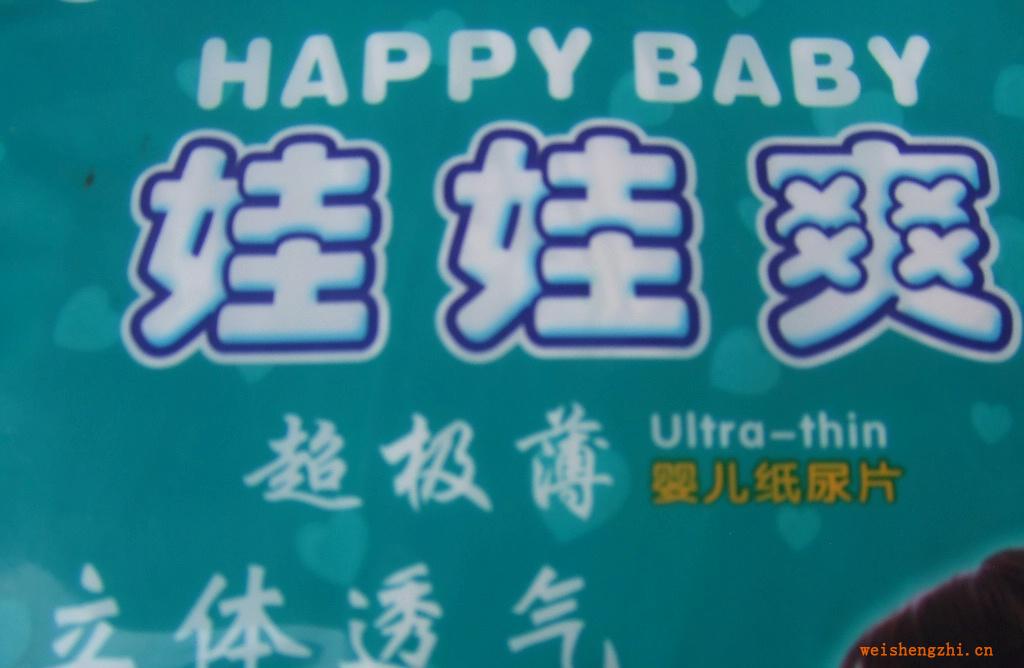 HAPPY BABY
娃娃爽
超极薄 Ultra-thin
婴儿纸尿片
立体透气
weishengzhi.cn